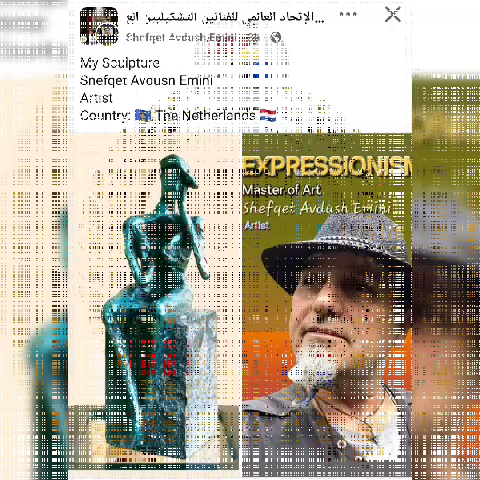 الإتحاد العالمي للفنانين التشكيليين الع...
Shefqet Avdush Emini
My Sculpture
Shefqet Avdush Emini
Artist
Country: The Netherlands
EXPRESSIONISM
Master of Art
Shefqet Avdush Emini
Artist